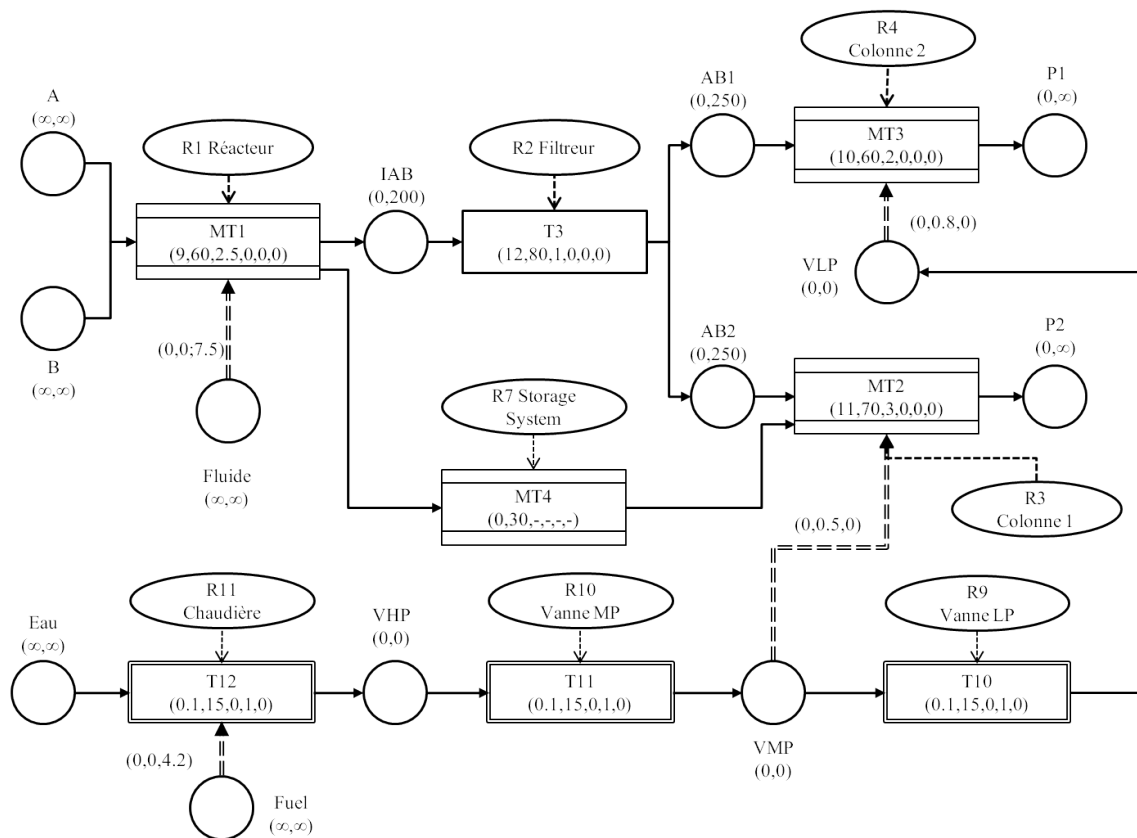 A
(∞,∞)
R1 Réacteur
MT1
(9,60,2.5,0,0,0)
B
(∞,∞)
(0,0;7.5)
Fluide
(∞,∞)
IAB
(0,200)
R2 Filtreur
T3
(12,80,1,0,0,0)
AB1
(0,250)
R4
Colonne 2
MT3
(10,60,2,0,0,0)
P1
(0,∞)
(0,0.8,0)
VLP
(0,0)
AB2
(0,250)
MT2
(11,70,3,0,0,0)
P2
(0,∞)
R7 Storage
System
MT4
(0,30,-,-,-,-)
(0,0.5,0)
R3
Colonne 1
Eau
(∞,∞)
R11
Chaudière
T12
(0.1,15,0,1,0)
(0,0,4.2)
Fuel
(∞,∞)
VHP
(0,0)
R10
Vanne MP
T11
(0.1,15,0,1,0)
VMP
(0,0)
R9
Vanne LP
T10
(0.1,15,0,1,0)